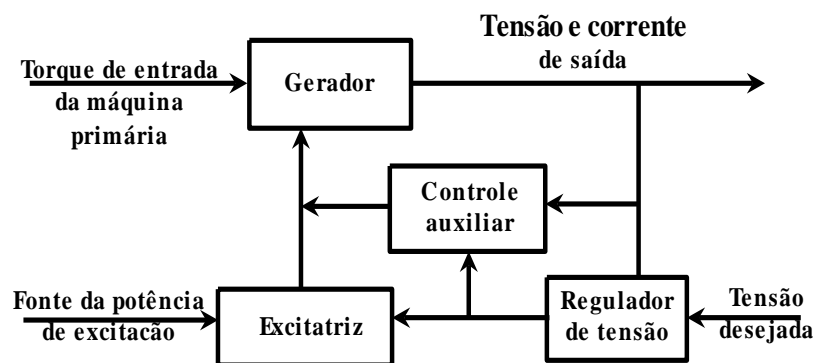 Tensão e corrente
de saída
Torque de entrada
da máquina
primária
Gerador
Controle
auxiliar
Fonte da potência
de excitacão
Excitatriz
Regulador
de tensão
Tensão
desejada